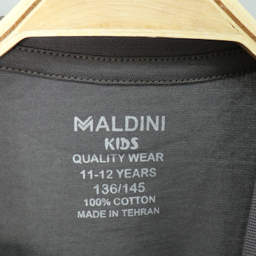 MALDINI
KIDS
QUALITY WEAR
11-12 YEARS
136/145
100% COTTON
MADE IN TEHRAN